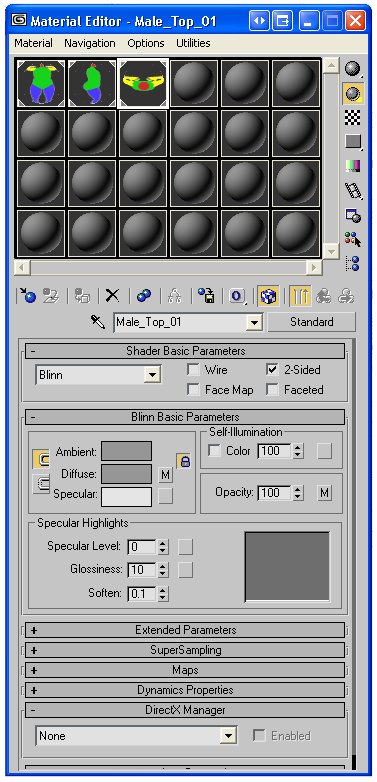 Material Editor - Male_Top_01
Material Navigation Options Utilities
Male_Top_01 Standard
- Shader Basic Parameters
Blinn Wire 2-Sided
Face Map Faceted
- Blinn Basic Parameters
Self-Illumination
Ambient: Color 100
Diffuse: M
Specular: Opacity: 100 M
Specular Highlights
Specular Level: 0
Glossiness: 10
Soften: 0.1
+ Extended Parameters
+ SuperSampling
+ Maps
+ Dynamics Properties
- DirectX Manager
None Enabled